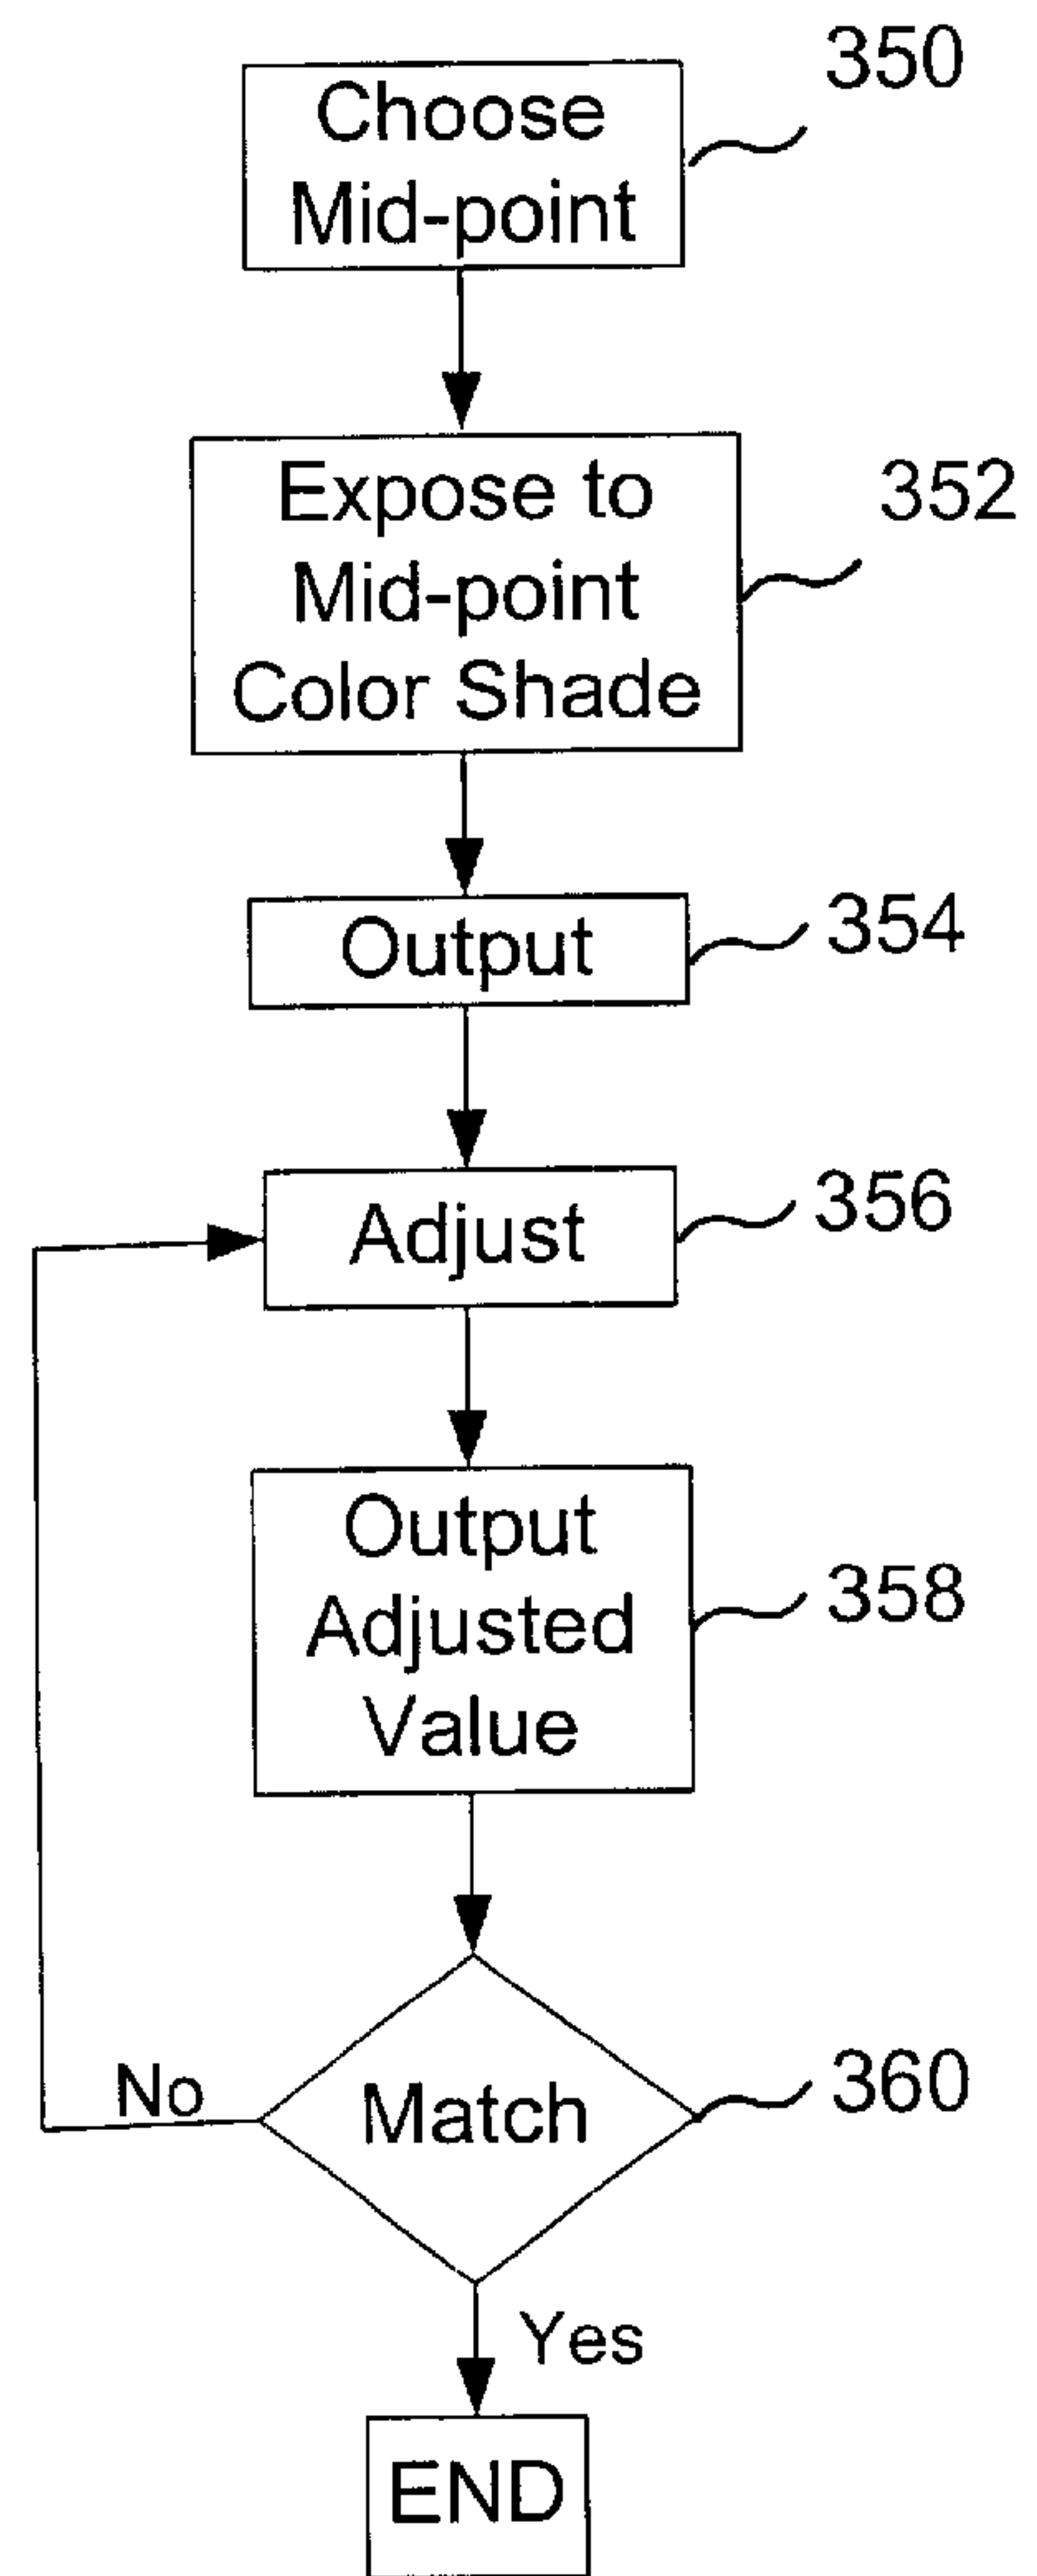 350
Choose
Mid-point
352
Expose to
Mid-point
Color Shade
354
Output
356
Adjust
358
Output
Adjusted
Value
360
No
Match
Yes
END